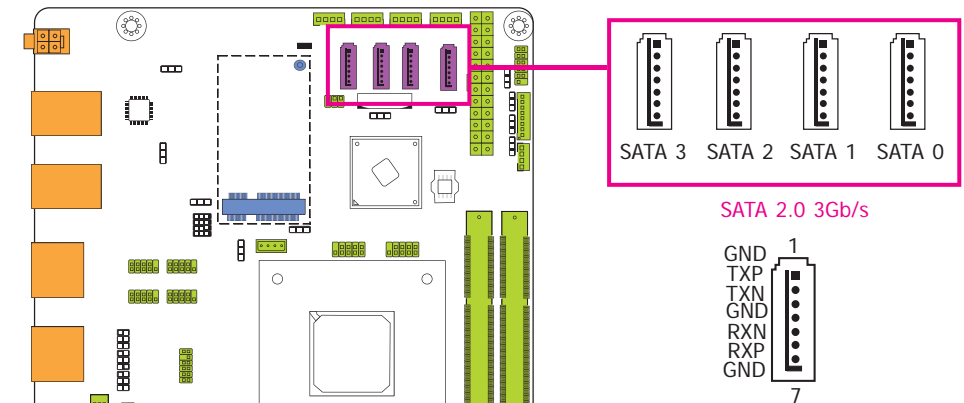 SATA 3 SATA 2 SATA 1 SATA 0
SATA 2.0 3Gb/s
1
GND
TXP
TXN
GND
RXN
RXP
GND
7